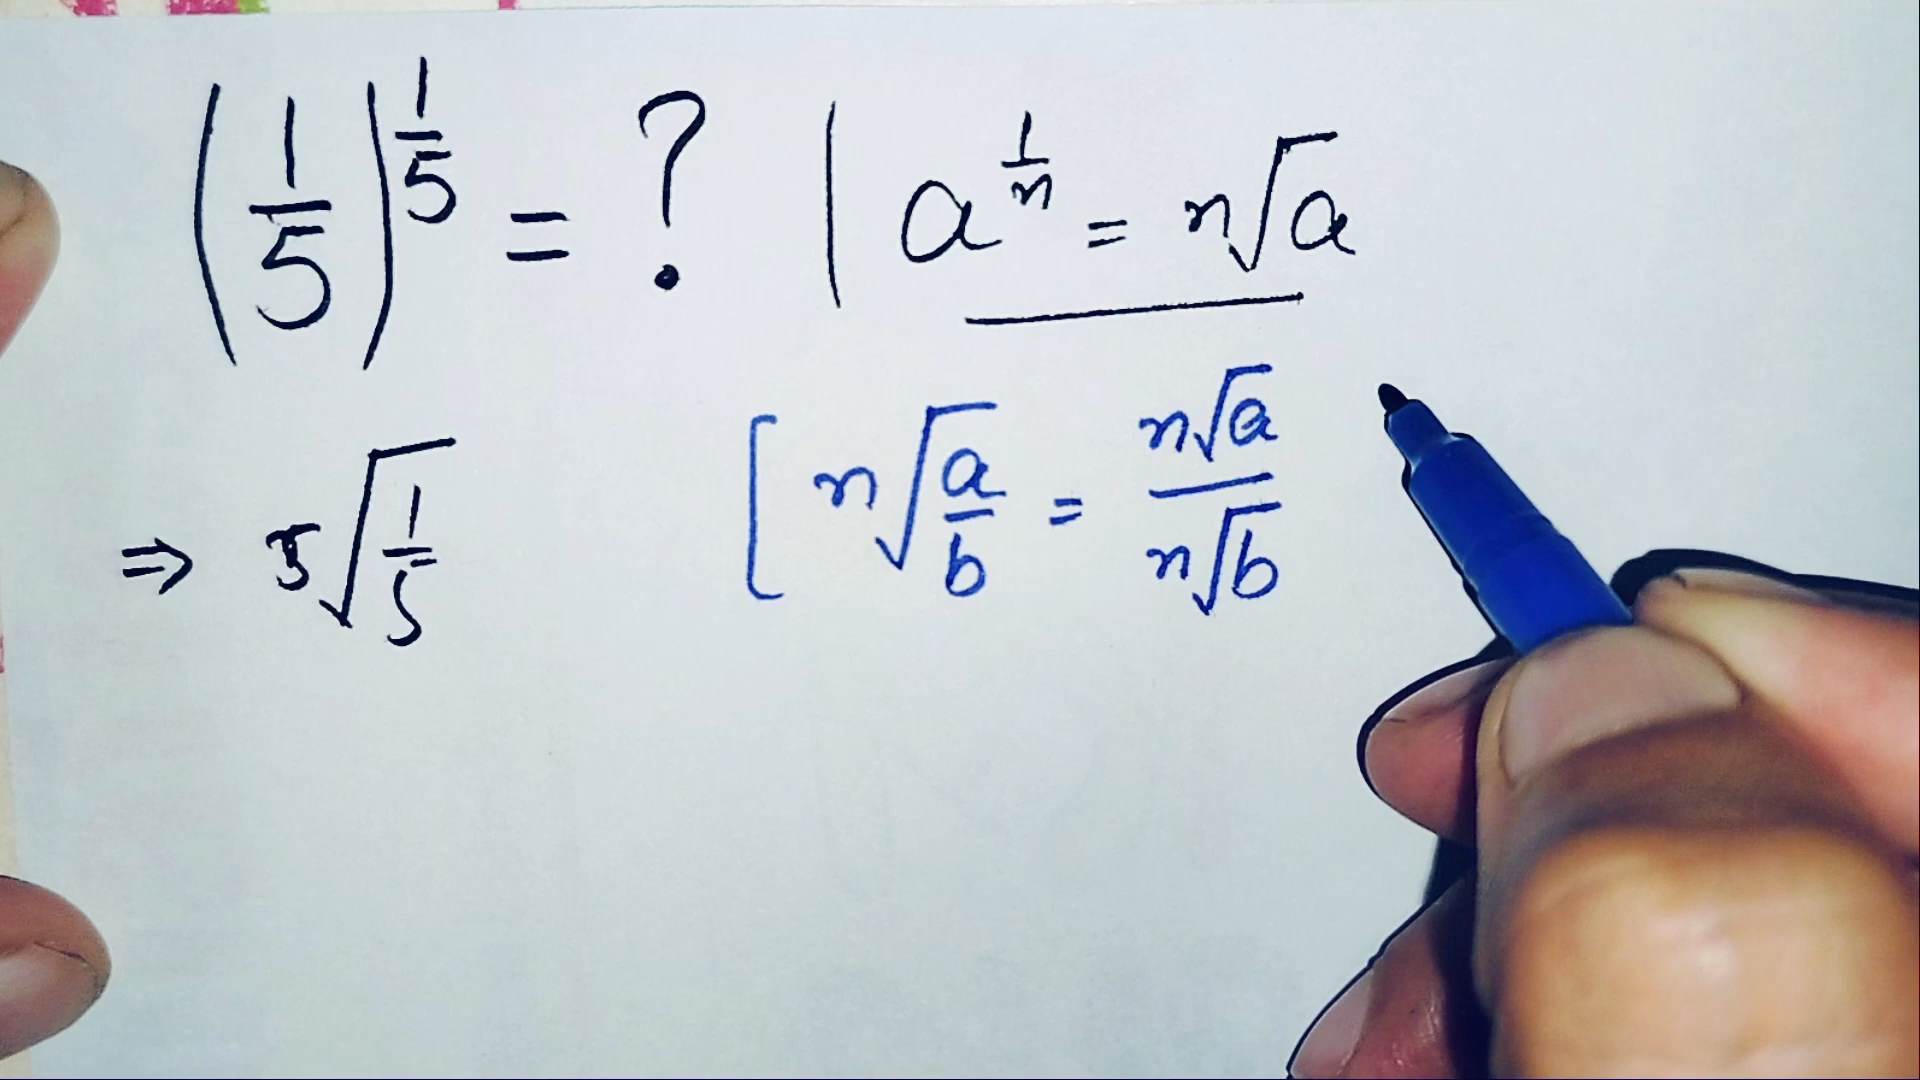 (1/5)^(1/5) = ? | a^(1/n) = n√a
⇒ 5√(1/5) [ n√(a/b) = n√a / n√b